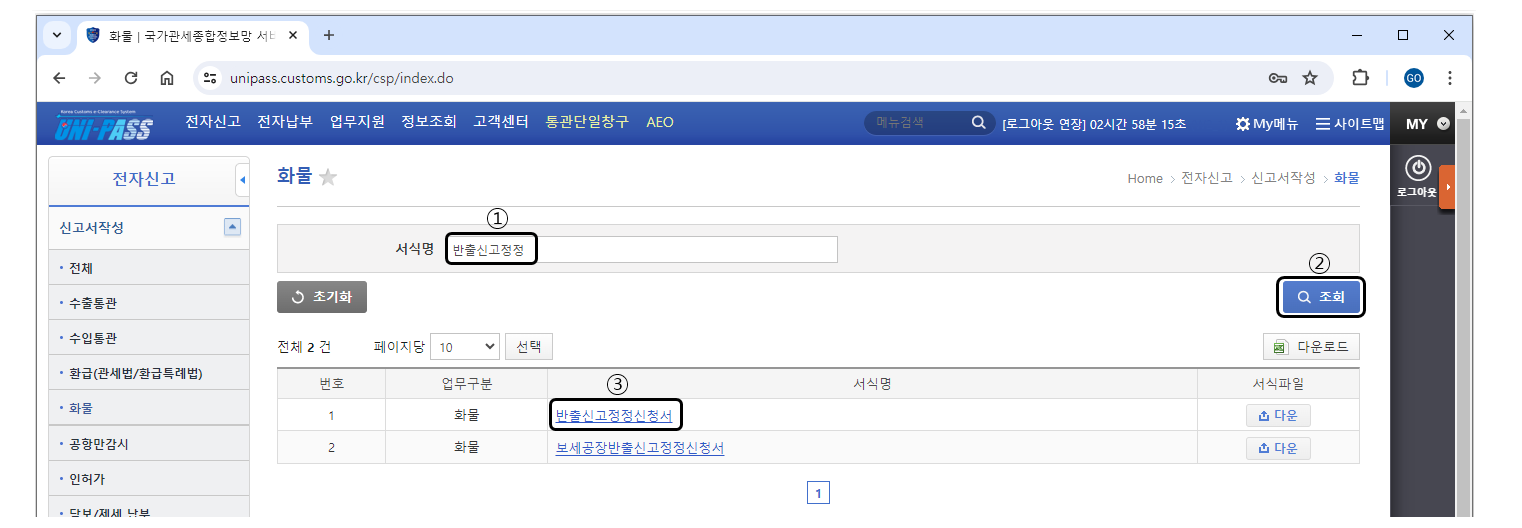 화물 | 국가관세종합정보망 서비
unipass.customs.go.kr/csp/index.do
GO
Korea Customs e-Clearance System
UNI-PASS
전자신고 전자납부 업무지원 정보조회 고객센터 통관단일창구 AEO
메뉴검색
[로그아웃 연장] 02시간 58분 15초
My메뉴
사이트맵
MY
로그아웃
전자신고
화물
Home > 전자신고 > 신고서작성 > 화물
신고서작성
전체
수출통관
수입통관
환급(관세법/환급특례법)
화물
공항만감시
인허가
담보/제세 납부
①
서식명 반출신고정정
②
초기화
조회
전체 2 건 페이지당 10 선택
다운로드
번호 업무구분 서식명 서식파일
③
1 화물 반출신고정정신청서 다운
2 화물 보세공장반출신고정정신청서 다운
1